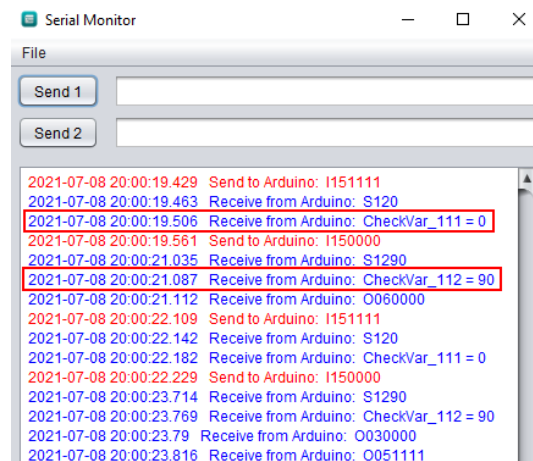 Serial Monitor
File
Send 1
Send 2
2021-07-08 20:00:19.429 Send to Arduino: I151111
2021-07-08 20:00:19.463 Receive from Arduino: S120
2021-07-08 20:00:19.506 Receive from Arduino: CheckVar_111 = 0
2021-07-08 20:00:19.561 Send to Arduino: I150000
2021-07-08 20:00:21.035 Receive from Arduino: S1290
2021-07-08 20:00:21.087 Receive from Arduino: CheckVar_112 = 90
2021-07-08 20:00:21.112 Receive from Arduino: O060000
2021-07-08 20:00:22.109 Send to Arduino: I151111
2021-07-08 20:00:22.142 Receive from Arduino: S120
2021-07-08 20:00:22.182 Receive from Arduino: CheckVar_111 = 0
2021-07-08 20:00:22.229 Send to Arduino: I150000
2021-07-08 20:00:23.714 Receive from Arduino: S1290
2021-07-08 20:00:23.769 Receive from Arduino: CheckVar_112 = 90
2021-07-08 20:00:23.79 Receive from Arduino: O030000
2021-07-08 20:00:23.816 Receive from Arduino: O051111